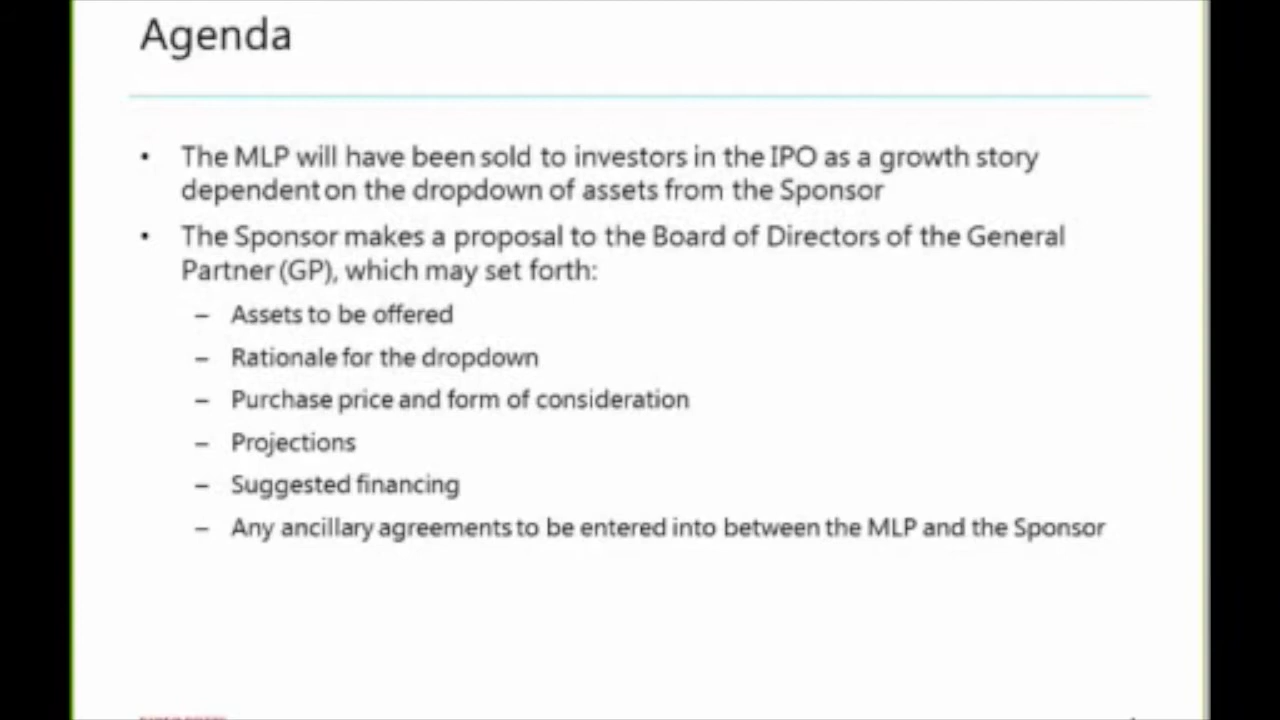 Agenda
• The MLP will have been sold to investors in the IPO as a growth story
dependent on the dropdown of assets from the Sponsor
• The Sponsor makes a proposal to the Board of Directors of the General
Partner (GP), which may set forth:
– Assets to be offered
– Rationale for the dropdown
– Purchase price and form of consideration
– Projections
– Suggested financing
– Any ancillary agreements to be entered into between the MLP and the Sponsor